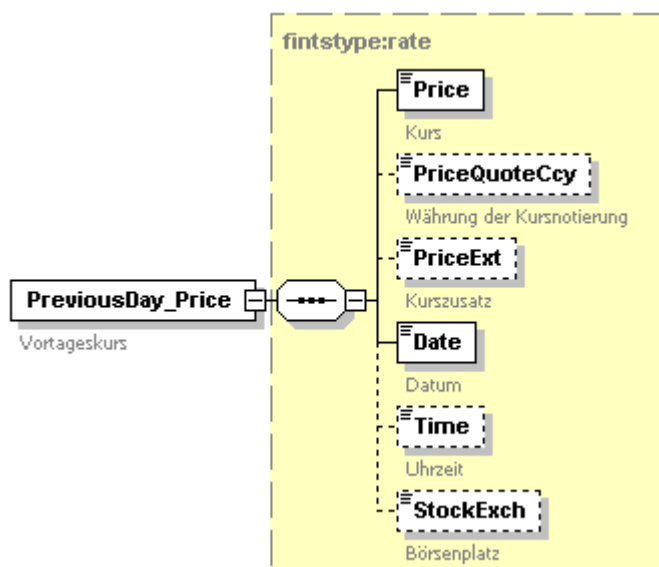 fintstype:rate
Price
Kurs
PriceQuoteCcy
Währung der Kursnotierung
PriceExt
Kurszusatz
PreviousDay_Price
Vortageskurs
Date
Datum
Time
Uhrzeit
StockExch
Börsenplatz